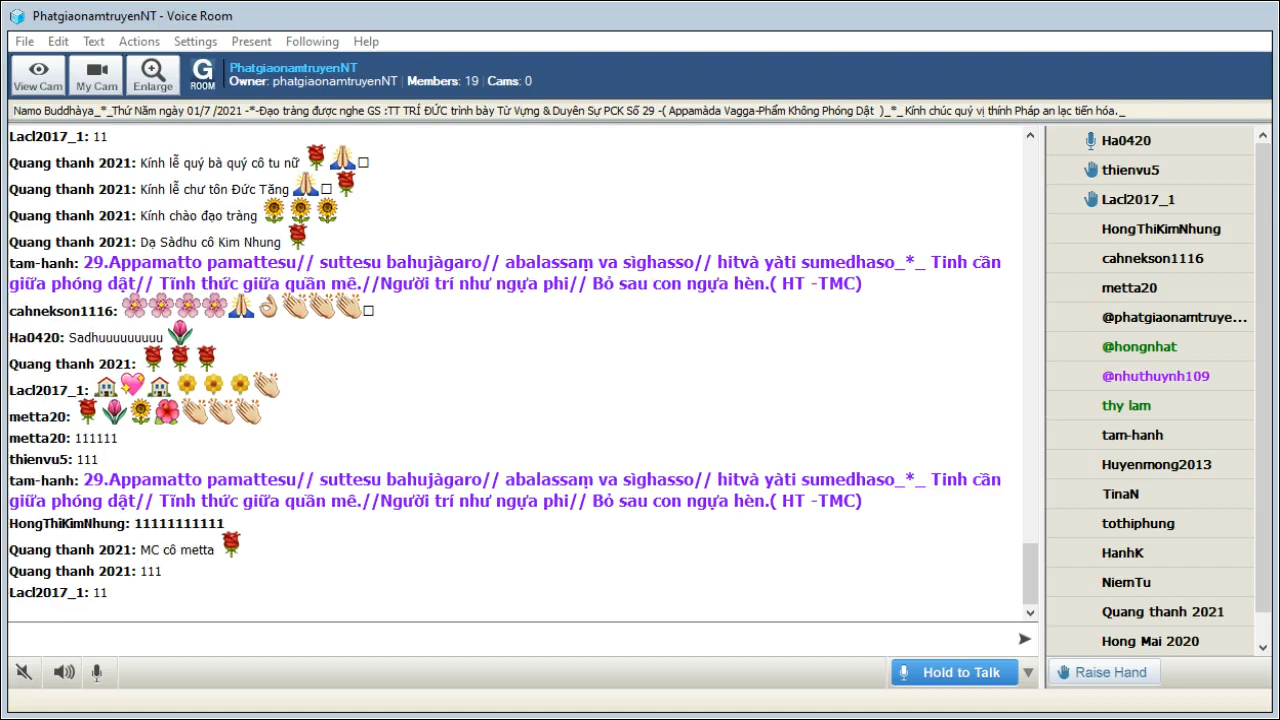 PhatgiaonamtruyenNT - Voice Room
File Edit Text Actions Settings Present Following Help
View Cam
My Cam
Enlarge
G
ROOM
PhatgiaonamtruyenNT
Owner: phatgiaonamtruyenNT Members: 19 Cams: 0
Namo Buddhàya_*_Thứ Năm ngày 01/7 /2021 -*-Đạo tràng được nghe GS :TT TRÍ ĐỨC trình bày Từ Vựng & Duyên Sự PCK Số 29 -( Appamàda Vagga-Phẩm Không Phóng Dật )_*_Kính chúc quý vị thính Pháp an lạc tiến hóa._
Lacl2017_1: 11
Quang thanh 2021: Kính lễ quý bà quý cô tu nữ
Quang thanh 2021: Kính lễ chư tôn Đức Tăng
Quang thanh 2021: Kính chào đạo tràng
Quang thanh 2021: Dạ Sàdhu cô Kim Nhung
tam-hanh: 29.Appamatto pamattesu// suttesu bahujàgaro// abalassaṃ va sìghasso// hitvà yàti sumedhaso_*_ Tinh cần
giữa phóng dật// Tỉnh thức giữa quần mê.//Người trí như ngựa phi// Bỏ sau con ngựa hèn.( HT -TMC)
cahnekson1116:
Ha0420: Sadhuuuuuuuuu
Quang thanh 2021:
Lacl2017_1:
metta20:
metta20: 111111
thienvu5: 111
tam-hanh: 29.Appamatto pamattesu// suttesu bahujàgaro// abalassaṃ va sìghasso// hitvà yàti sumedhaso_*_ Tinh cần
giữa phóng dật// Tỉnh thức giữa quần mê.//Người trí như ngựa phi// Bỏ sau con ngựa hèn.( HT -TMC)
HongThiKimNhung: 11111111111
Quang thanh 2021: MC cô metta
Quang thanh 2021: 111
Lacl2017_1: 11
Hold to Talk
Ha0420
thienvu5
Lacl2017_1
HongThiKimNhung
cahnekson1116
metta20
@phatgiaonamtruye...
@hongnhat
@nhuthuynh109
thy lam
tam-hanh
Huyenmong2013
TinaN
tothiphung
HanhK
NiemTu
Quang thanh 2021
Hong Mai 2020
Raise Hand